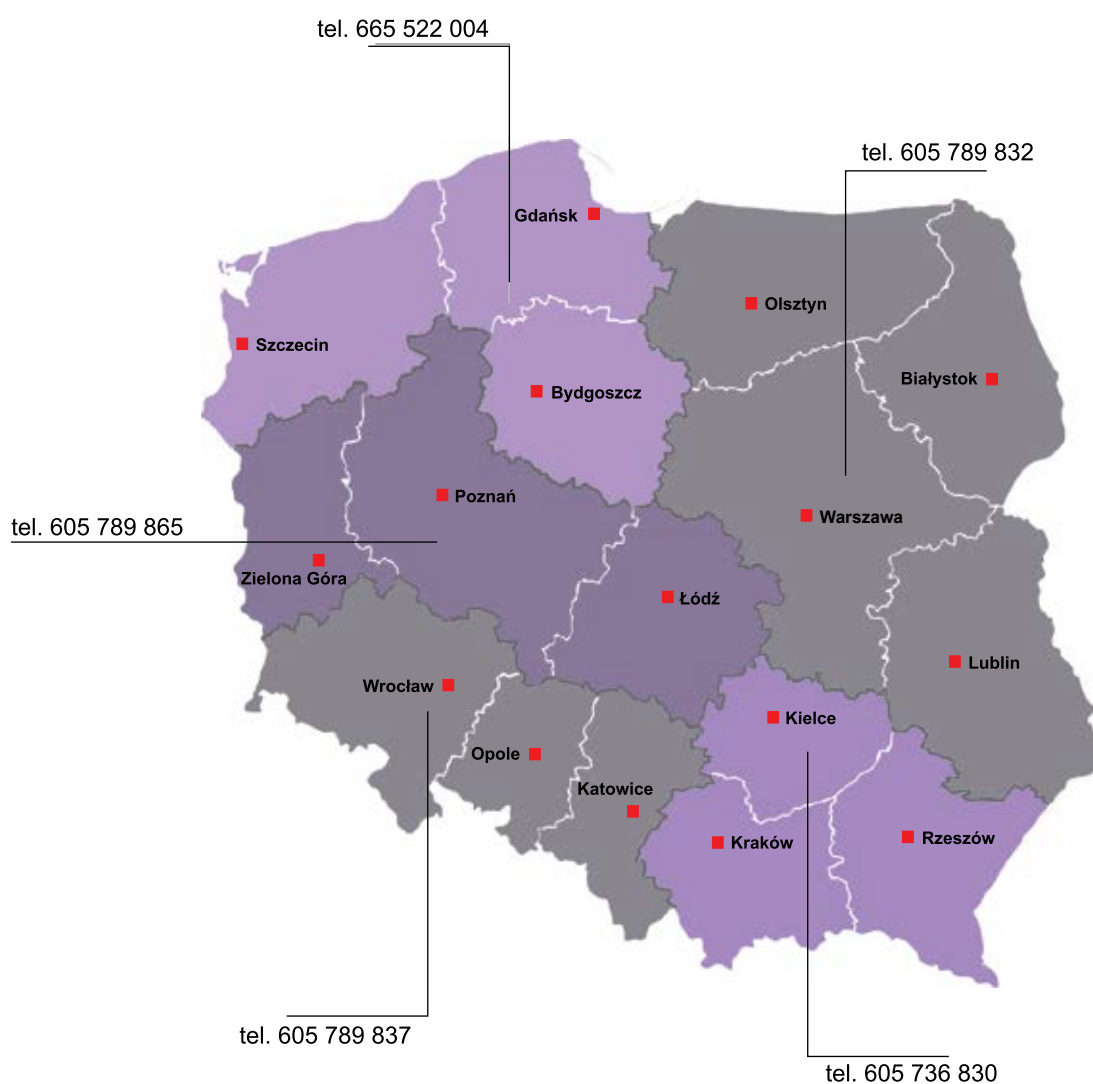 tel. 665 522 004
tel. 605 789 832
Gdańsk
Olsztyn
Szczecin
Białystok
Bydgoszcz
Poznań
Warszawa
tel. 605 789 865
Zielona Góra
Łódź
Lublin
Wrocław
Kielce
Opole
Katowice
Kraków
Rzeszów
tel. 605 789 837
tel. 605 736 830